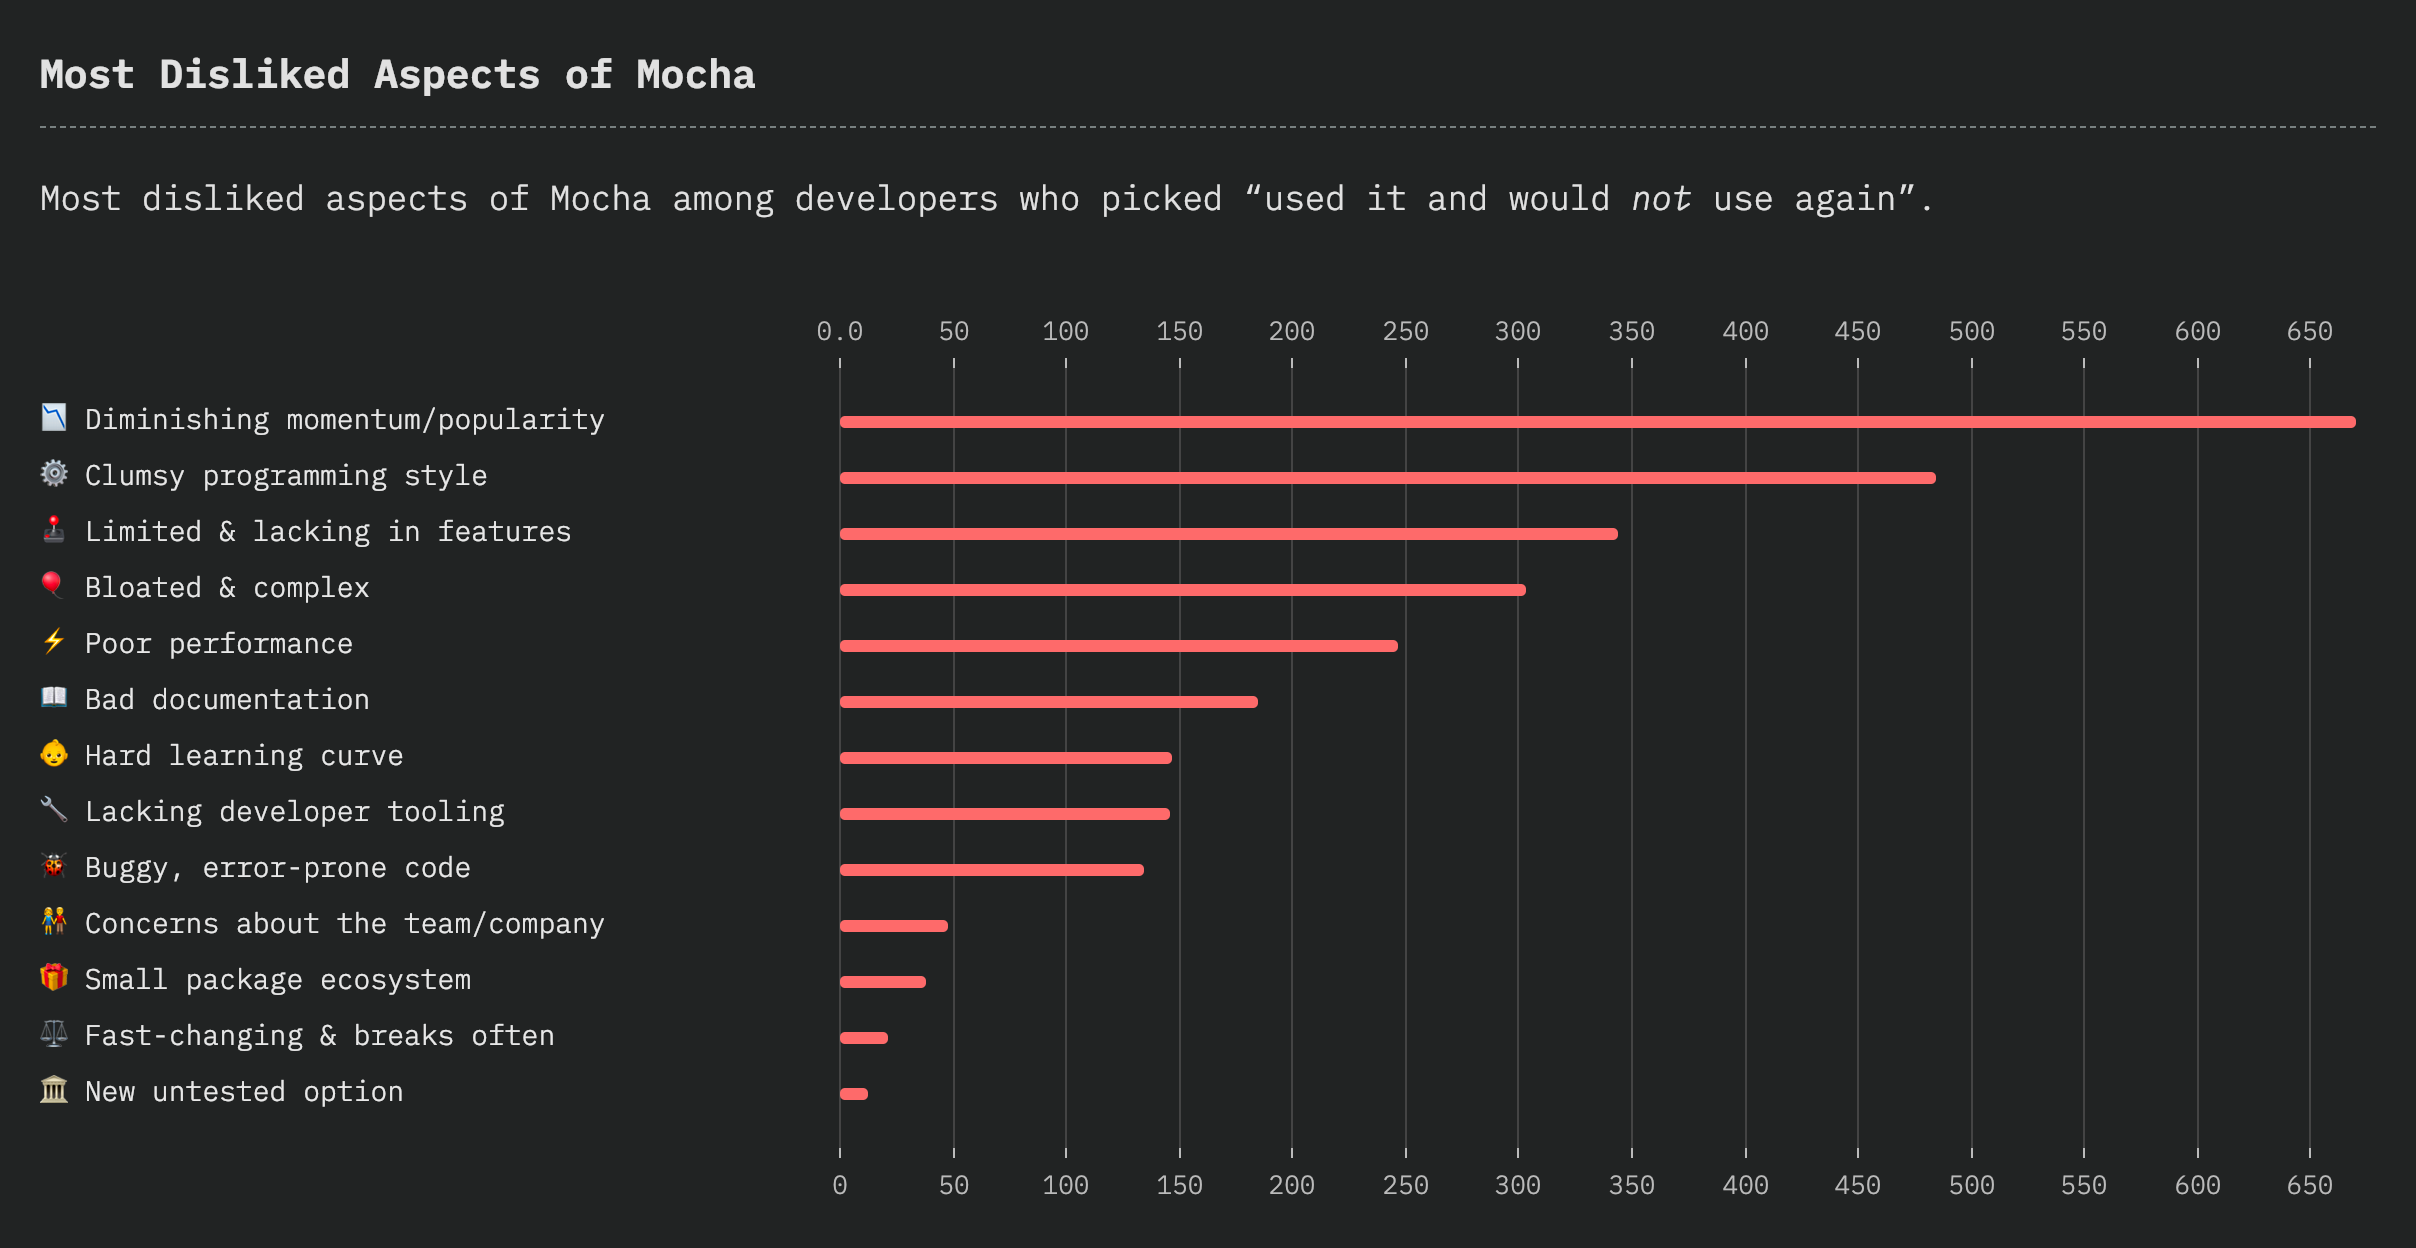 Most Disliked Aspects of Mocha
Most disliked aspects of Mocha among developers who picked “used it and would not use again”.
0.0 50 100 150 200 250 300 350 400 450 500 550 600 650
Diminishing momentum/popularity
Clumsy programming style
Limited & lacking in features
Bloated & complex
Poor performance
Bad documentation
Hard learning curve
Lacking developer tooling
Buggy, error-prone code
Concerns about the team/company
Small package ecosystem
Fast-changing & breaks often
New untested option
0 50 100 150 200 250 300 350 400 450 500 550 600 650